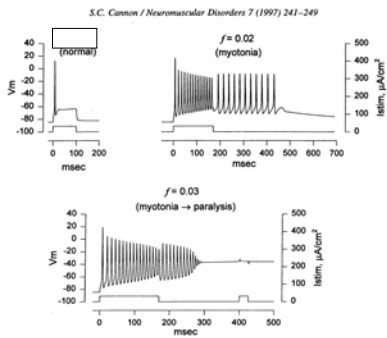 S.C. Cannon / Neuromuscular Disorders 7 (1997) 241–249
(normal)
40
20
0
-20
-40
-60
-80
-100
Vm
0 100 200
msec
f = 0.02
(myotonia)
500
400
300
200
100
0
Istim, μA/cm²
0 100 200 300 400 500 600 700
msec
f = 0.03
(myotonia → paralysis)
40
20
0
-20
-40
-60
-80
-100
Vm
500
400
300
200
100
0
Istim, μA/cm²
0 100 200 300 400 500
msec